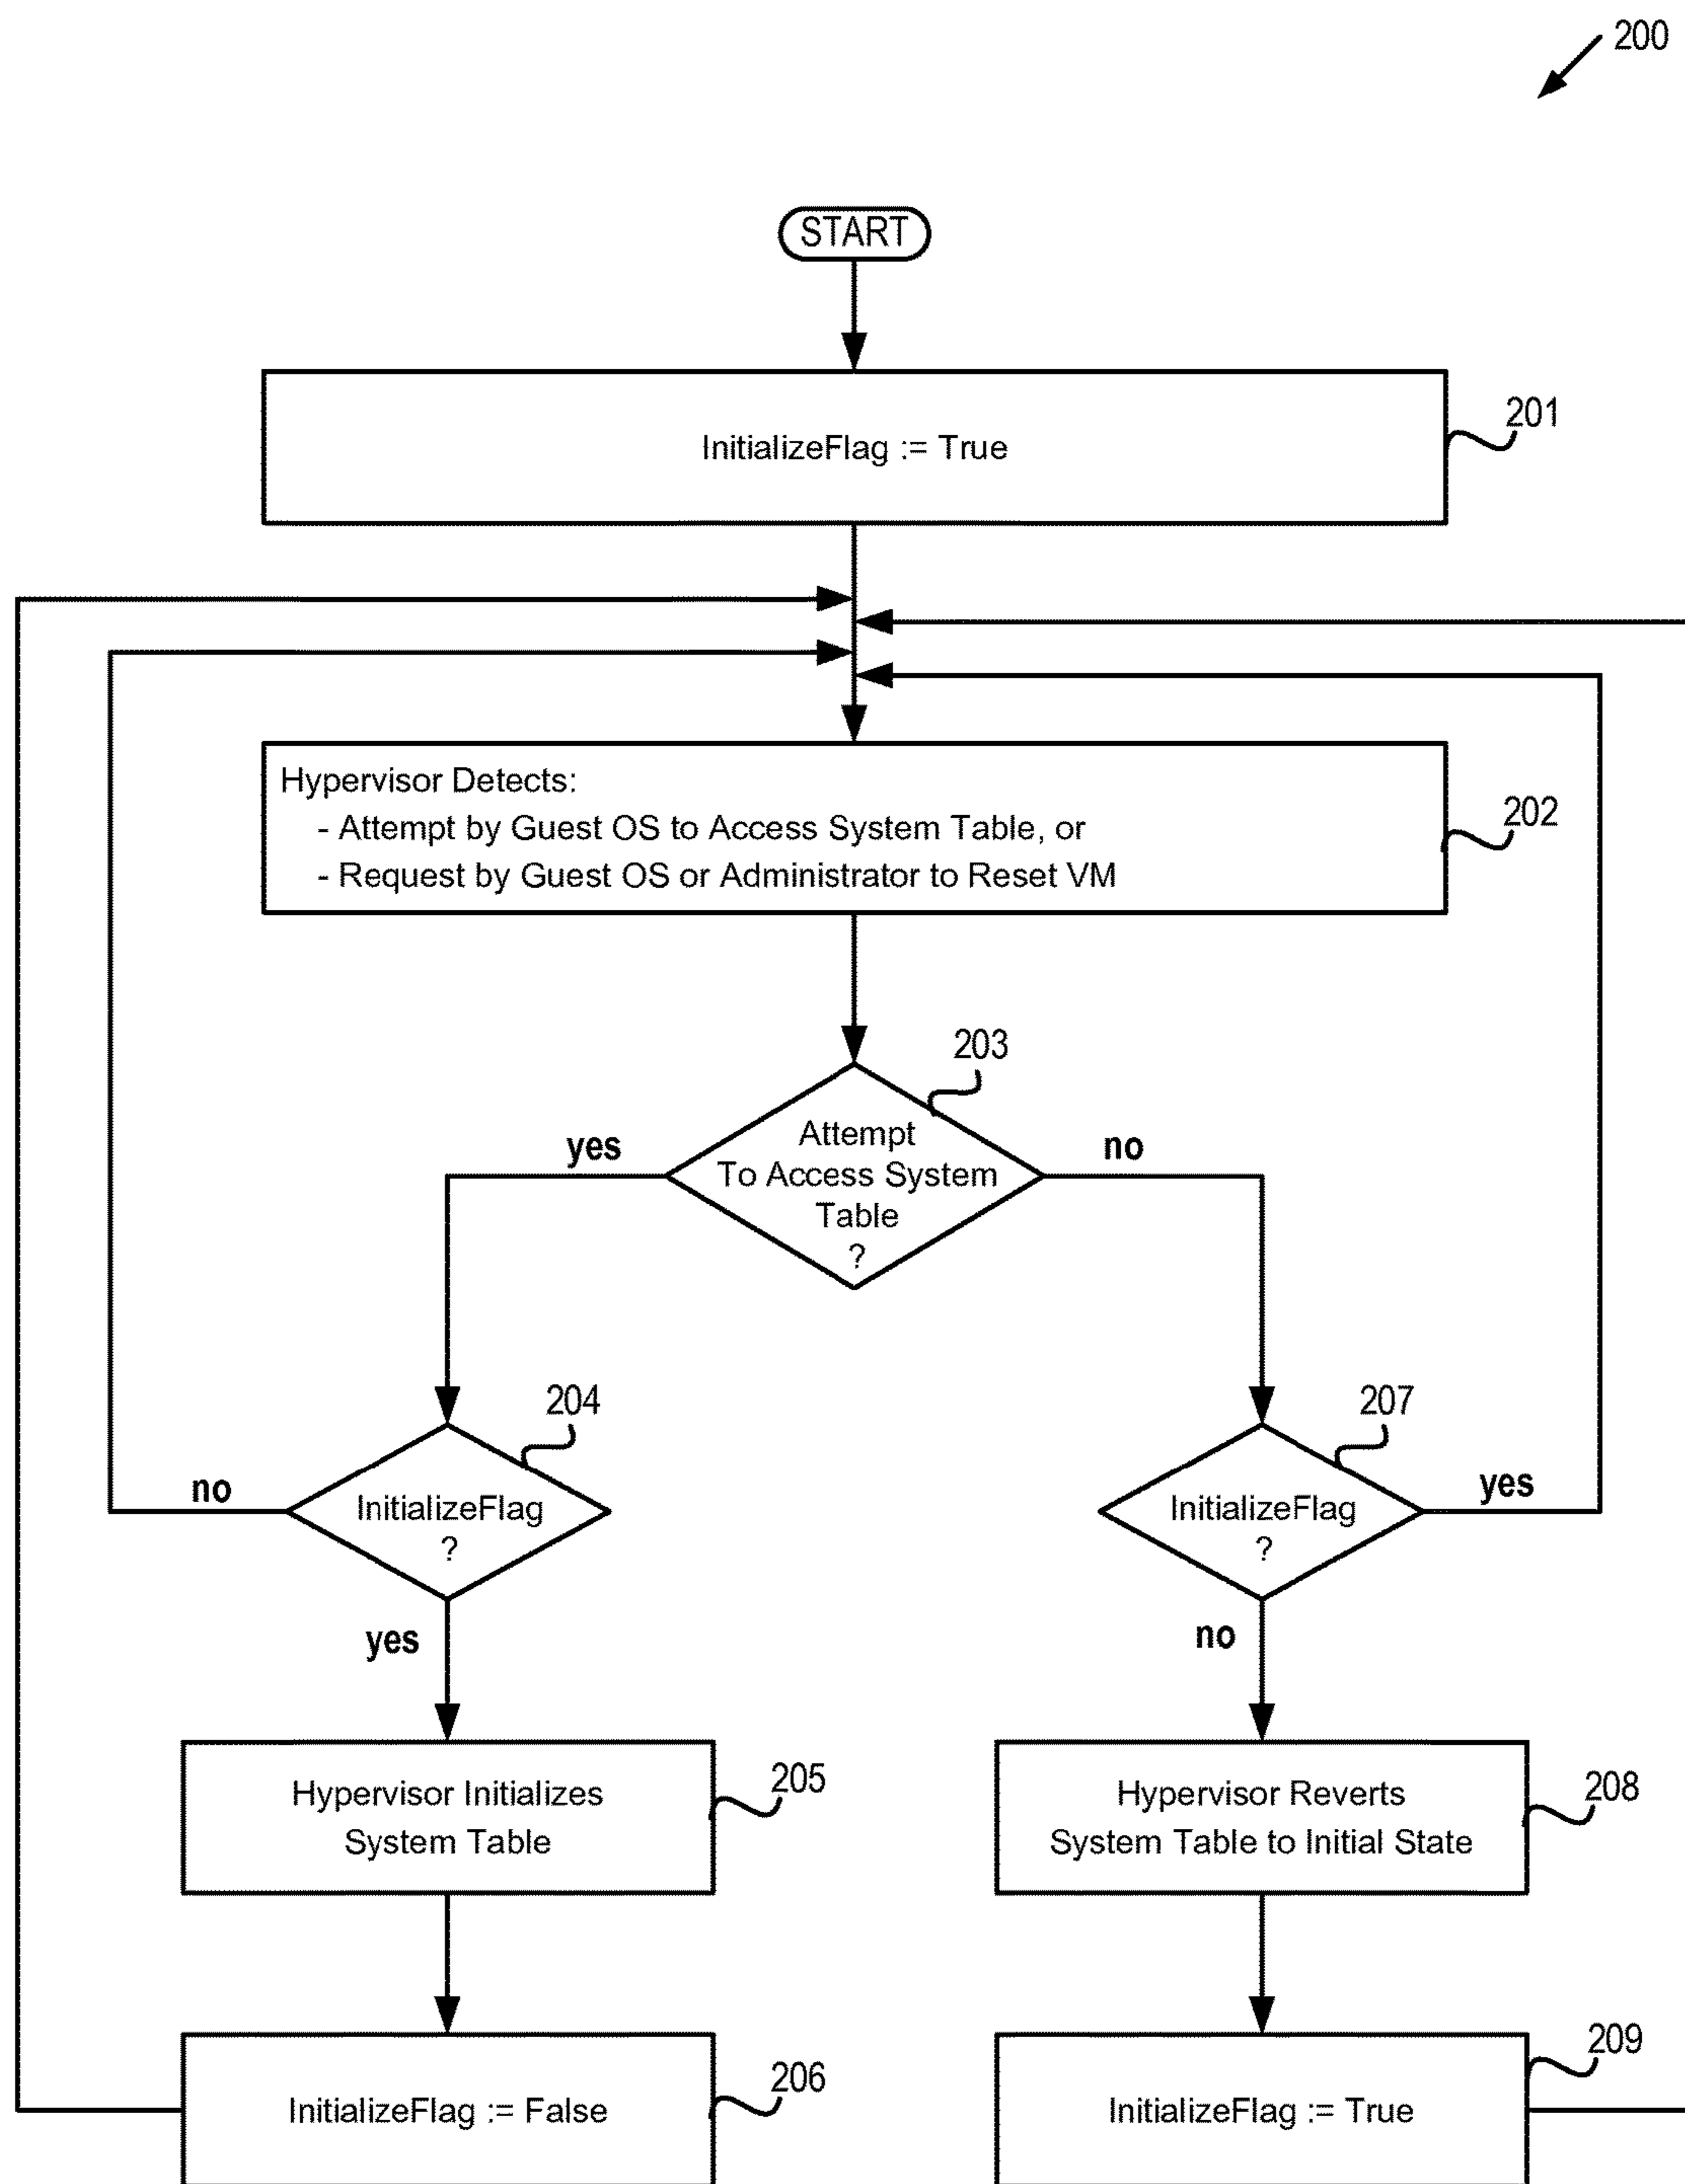 200
START
InitializeFlag := True
201
Hypervisor Detects:
- Attempt by Guest OS to Access System Table, or
- Request by Guest OS or Administrator to Reset VM
202
203
Attempt
To Access System
Table
?
yes
no
204
InitializeFlag
?
no
yes
207
InitializeFlag
?
yes
no
Hypervisor Initializes
System Table
205
Hypervisor Reverts
System Table to Initial State
208
InitializeFlag := False
206
InitializeFlag := True
209